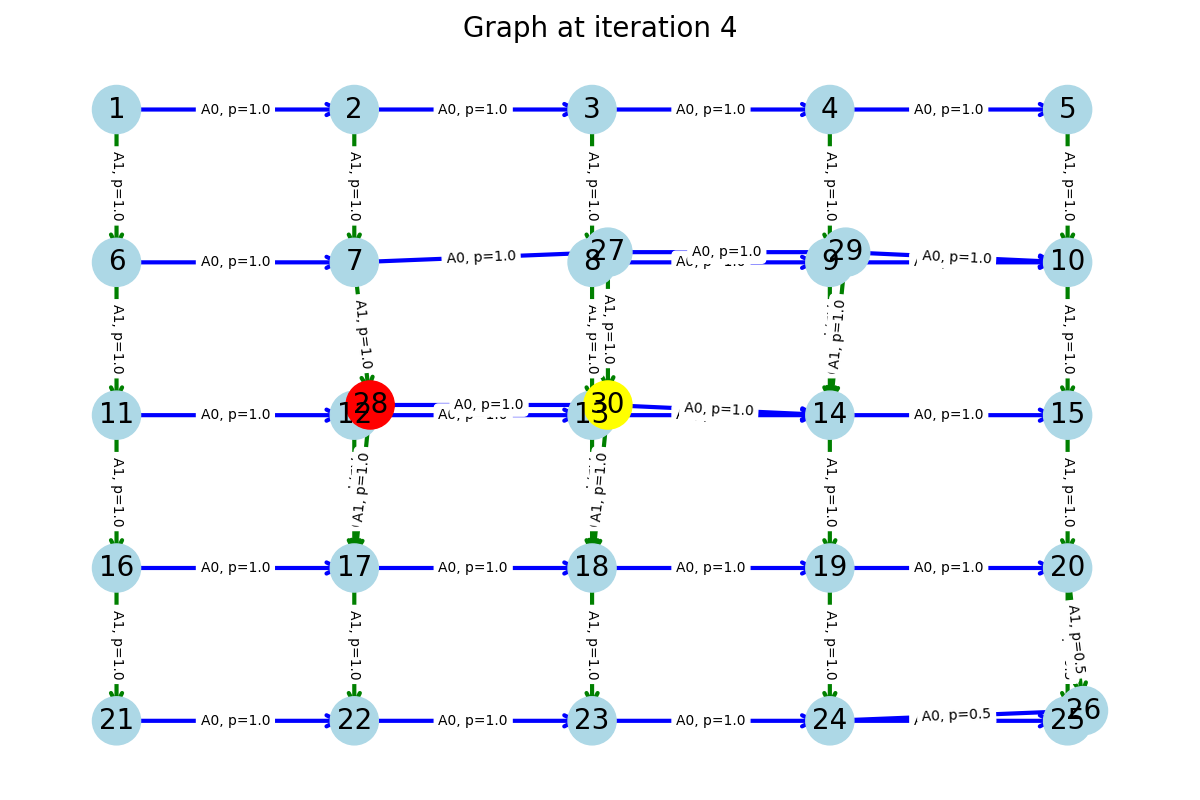 Graph at iteration 4
1 A0, p=1.0 2 A0, p=1.0 3 A0, p=1.0 4 A0, p=1.0 5
A1, p=1.0 A1, p=1.0 A1, p=1.0 A1, p=1.0 A1, p=1.0
6 A0, p=1.0 7 A0, p=1.0 8 27 A0, p=1.0 9 29 A0, p=1.0 10
A1, p=1.0 A1, p=1.0 A1, p=1.0 A1, p=1.0 A1, p=1.0 A1, p=1.0
11 A0, p=1.0 12 28 A0, p=1.0 13 30 A0, p=1.0 14 A0, p=1.0 15
A1, p=1.0 A1, p=1.0 A1, p=1.0 A1, p=1.0 A1, p=1.0
16 A0, p=1.0 17 A0, p=1.0 18 A0, p=1.0 19 A0, p=1.0 20
A1, p=1.0 A1, p=1.0 A1, p=1.0 A1, p=1.0 A1, p=0.5
21 A0, p=1.0 22 A0, p=1.0 23 A0, p=1.0 24 A0, p=0.5 25 26